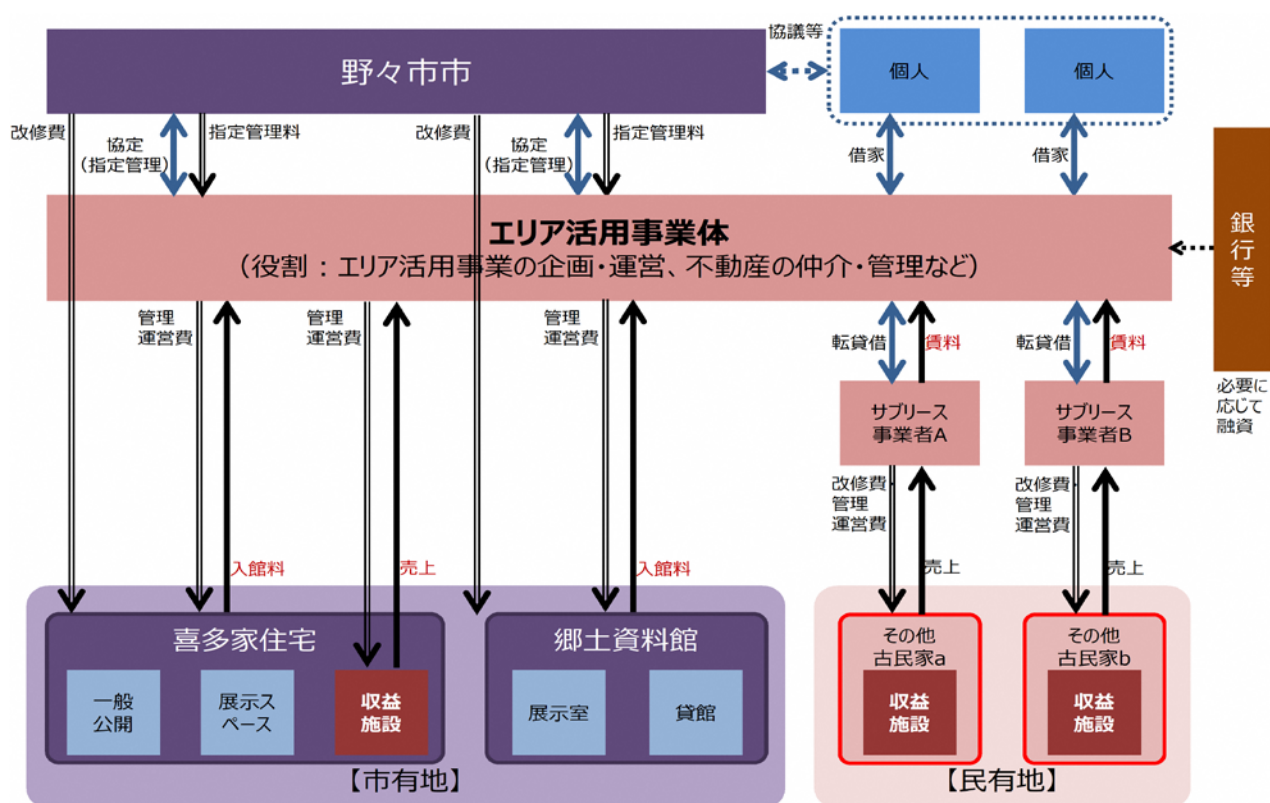 野々市市
協議等
個人
個人
改修費
協定
(指定管理)
指定管理料
改修費
協定
(指定管理)
指定管理料
借家
借家
銀行等
エリア活用事業体
(役割：エリア活用事業の企画・運営、不動産の仲介・管理など)
管理
運営費
管理
運営費
管理
運営費
転貸借
賃料
転貸借
賃料
必要に
応じて
融資
サブリース
事業者A
サブリース
事業者B
改修費
管理
運営費
改修費
管理
運営費
入館料
売上
入館料
売上
売上
喜多家住宅
郷土資料館
その他
古民家a
その他
古民家b
一般
公開
展示ス
ペース
収益
施設
展示室
貸館
収益
施設
収益
施設
【市有地】
【民有地】